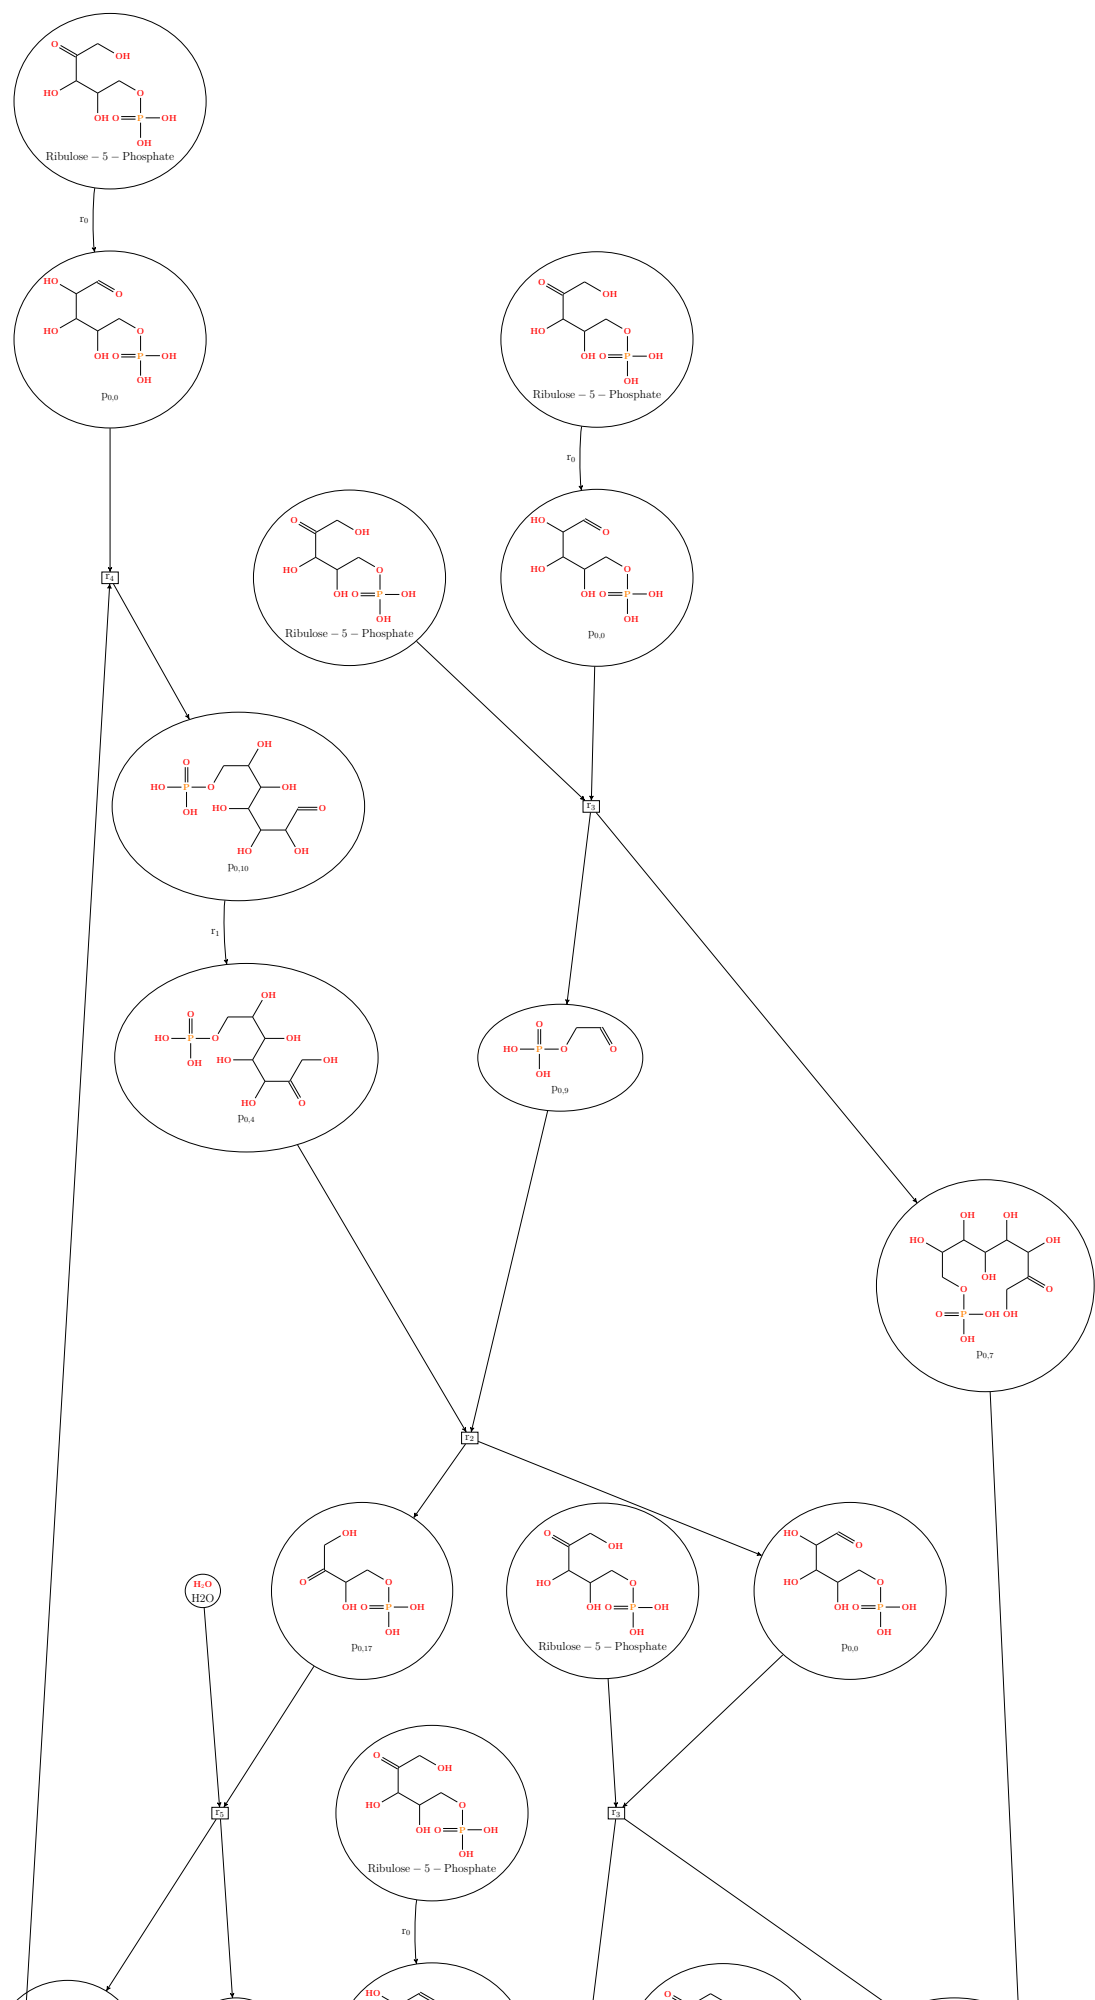 O
OH
HO
O
OH O P OH
OH
Ribulose – 5 – Phosphate
r0
HO
O
HO
O
OH O P OH
OH
p0,0
O
OH
HO
O
OH O P OH
OH
Ribulose – 5 – Phosphate
r0
HO
O
HO
O
OH O P OH
OH
p0,0
O
OH
HO
O
OH O P OH
OH
Ribulose – 5 – Phosphate
r4
r3
OH
O
HO P O OH
OH HO O
HO OH
p0,10
r1
OH
O
HO P O OH
OH HO OH
HO O
p0,4
O
HO P O O
OH
p0,9
OH OH
HO OH
OH
O O
O P OH OH
OH
p0,7
r2
OH
O O
OH O P OH
OH
p0,17
O
OH
HO O
OH O P OH
OH
Ribulose – 5 – Phosphate
HO
O
HO O
OH O P OH
OH
p0,0
H2O
H2O
r5
O
OH
HO O
OH O P OH
OH
Ribulose – 5 – Phosphate
r3
r0
HO
O